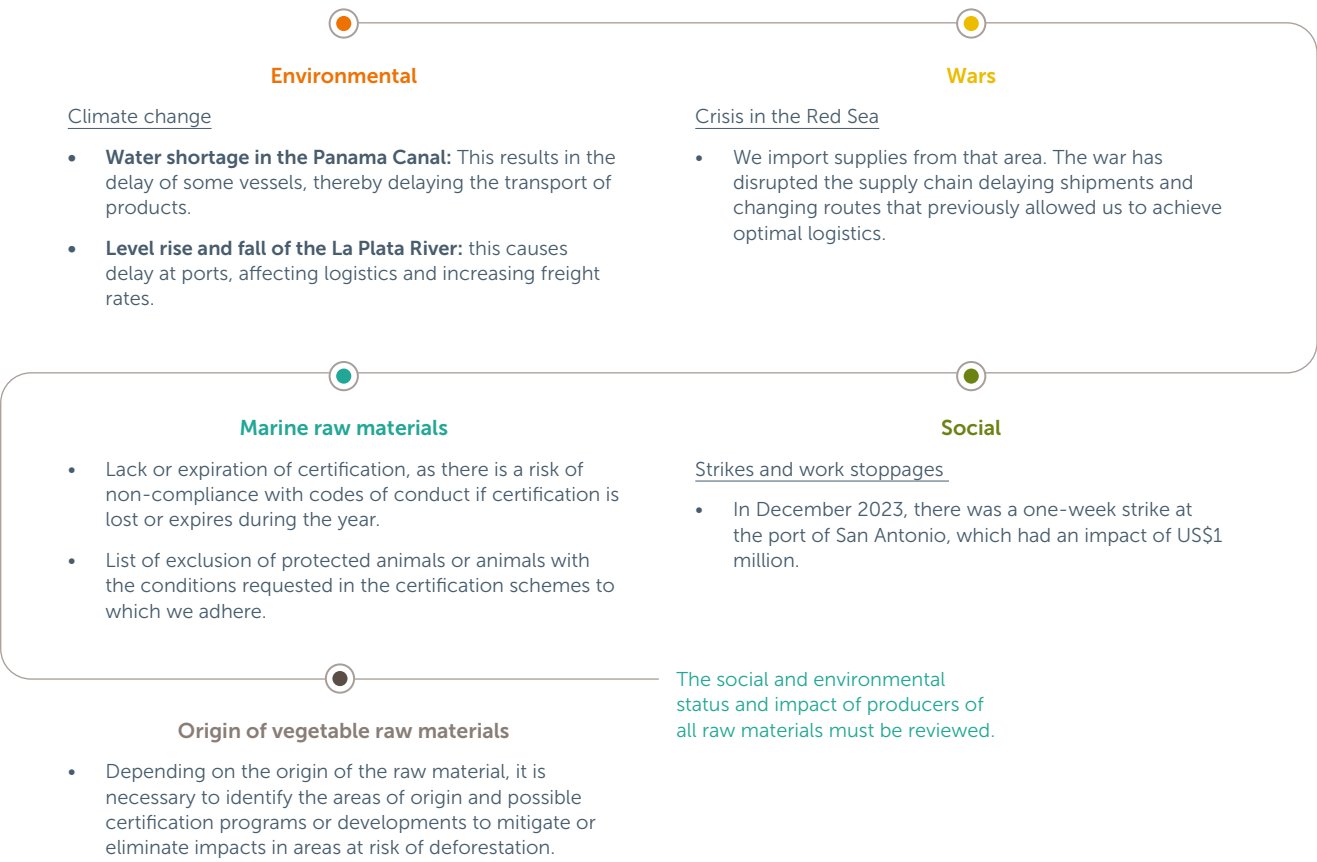 Environmental
Climate change
• Water shortage in the Panama Canal: This results in the
delay of some vessels, thereby delaying the transport of
products.
• Level rise and fall of the La Plata River: this causes
delay at ports, affecting logistics and increasing freight
rates.
Wars
Crisis in the Red Sea
• We import supplies from that area. The war has
disrupted the supply chain delaying shipments and
changing routes that previously allowed us to achieve
optimal logistics.
Marine raw materials
• Lack or expiration of certification, as there is a risk of
non-compliance with codes of conduct if certification is
lost or expires during the year.
• List of exclusion of protected animals or animals with
the conditions requested in the certification schemes to
which we adhere.
Social
Strikes and work stoppages
• In December 2023, there was a one-week strike at
the port of San Antonio, which had an impact of US$1
million.
Origin of vegetable raw materials
• Depending on the origin of the raw material, it is
necessary to identify the areas of origin and possible
certification programs or developments to mitigate or
eliminate impacts in areas at risk of deforestation.
The social and environmental
status and impact of producers of
all raw materials must be reviewed.